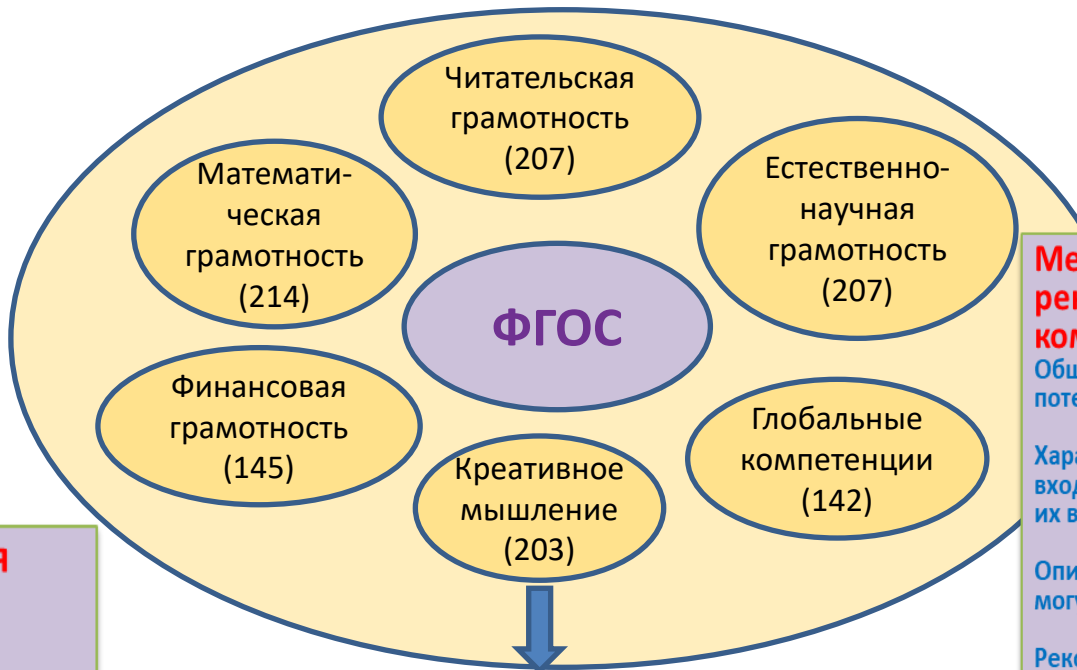 Читательская
грамотность
(207)
Математи-
ческая
грамотность
(214)
Естественно-
научная
грамотность
(207)
ФГОС
Финансовая
грамотность
(145)
Креативное
мышление
(203)
Глобальные
компетенции
(142)
их в